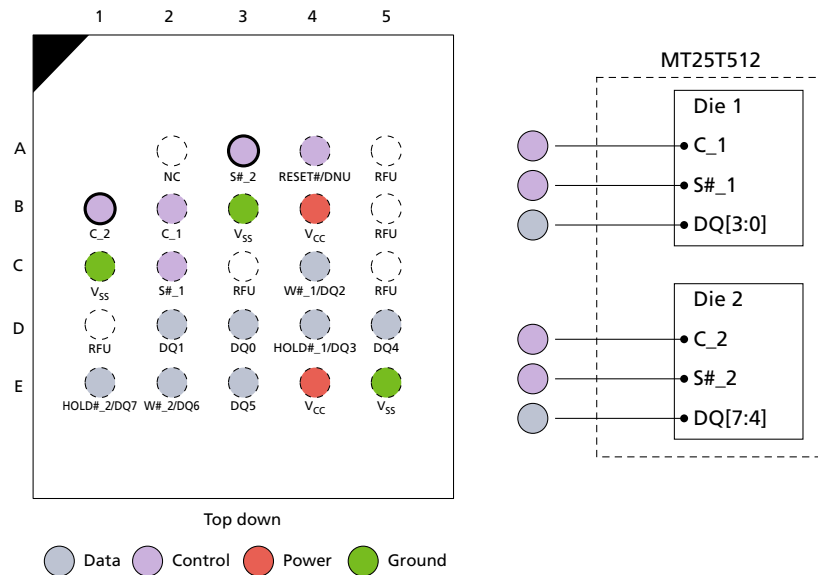 1 2 3 4 5
MT25T512
A
NC S#_2 RESET#/DNU RFU
B
C_2 C_1 VSS VCC RFU
C
VSS S#_1 RFU W#_1/DQ2 RFU
D
RFU DQ1 DQ0 HOLD#_1/DQ3 DQ4
E
HOLD#_2/DQ7 W#_2/DQ6 DQ5 VCC VSS
Top down
Data Control Power Ground
Die 1
C_1
S#_1
DQ[3:0]
Die 2
C_2
S#_2
DQ[7:4]